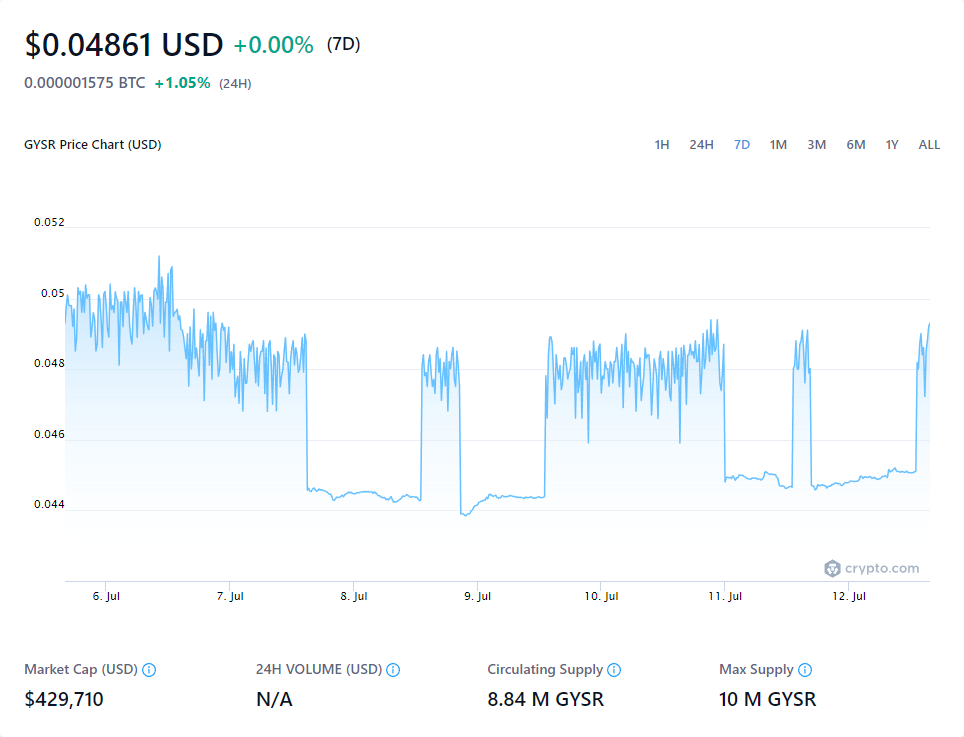 $0.04861 USD +0.00% (7D)
0.000001575 BTC +1.05% (24H)
GYSR Price Chart (USD) 1H 24H 7D 1M 3M 6M 1Y ALL
0.052
0.05
0.048
0.046
0.044
crypto.com
6. Jul 7. Jul 8. Jul 9. Jul 10. Jul 11. Jul 12. Jul
Market Cap (USD) 24H VOLUME (USD) Circulating Supply Max Supply
$429,710 N/A 8.84 M GYSR 10 M GYSR